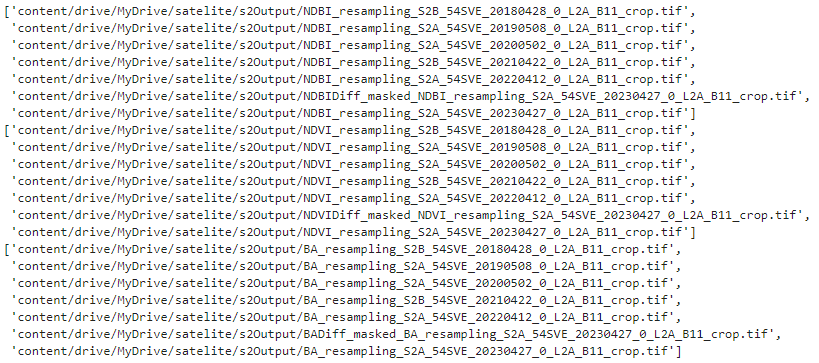 ['content/drive/MyDrive/satelite/s2Output/NDBI_resampling_S2B_54SVE_20180428_0_L2A_B11_crop.tif',
'content/drive/MyDrive/satelite/s2Output/NDBI_resampling_S2A_54SVE_20190508_0_L2A_B11_crop.tif',
'content/drive/MyDrive/satelite/s2Output/NDBI_resampling_S2A_54SVE_20200502_0_L2A_B11_crop.tif',
'content/drive/MyDrive/satelite/s2Output/NDBI_resampling_S2B_54SVE_20210422_0_L2A_B11_crop.tif',
'content/drive/MyDrive/satelite/s2Output/NDBI_resampling_S2A_54SVE_20220412_0_L2A_B11_crop.tif',
'content/drive/MyDrive/satelite/s2Output/NDBIDiff_masked_NDBI_resampling_S2A_54SVE_20230427_0_L2A_B11_crop.tif',
'content/drive/MyDrive/satelite/s2Output/NDBI_resampling_S2A_54SVE_20230427_0_L2A_B11_crop.tif']
['content/drive/MyDrive/satelite/s2Output/NDVI_resampling_S2B_54SVE_20180428_0_L2A_B11_crop.tif',
'content/drive/MyDrive/satelite/s2Output/NDVI_resampling_S2A_54SVE_20190508_0_L2A_B11_crop.tif',
'content/drive/MyDrive/satelite/s2Output/NDVI_resampling_S2A_54SVE_20200502_0_L2A_B11_crop.tif',
'content/drive/MyDrive/satelite/s2Output/NDVI_resampling_S2B_54SVE_20210422_0_L2A_B11_crop.tif',
'content/drive/MyDrive/satelite/s2Output/NDVI_resampling_S2A_54SVE_20220412_0_L2A_B11_crop.tif',
'content/drive/MyDrive/satelite/s2Output/NDVIDiff_masked_NDVI_resampling_S2A_54SVE_20230427_0_L2A_B11_crop.tif',
'content/drive/MyDrive/satelite/s2Output/NDVI_resampling_S2A_54SVE_20230427_0_L2A_B11_crop.tif']
['content/drive/MyDrive/satelite/s2Output/BA_resampling_S2B_54SVE_20180428_0_L2A_B11_crop.tif',
'content/drive/MyDrive/satelite/s2Output/BA_resampling_S2A_54SVE_20190508_0_L2A_B11_crop.tif',
'content/drive/MyDrive/satelite/s2Output/BA_resampling_S2A_54SVE_20200502_0_L2A_B11_crop.tif',
'content/drive/MyDrive/satelite/s2Output/BA_resampling_S2B_54SVE_20210422_0_L2A_B11_crop.tif',
'content/drive/MyDrive/satelite/s2Output/BA_resampling_S2A_54SVE_20220412_0_L2A_B11_crop.tif',
'content/drive/MyDrive/satelite/s2Output/BADiff_masked_BA_resampling_S2A_54SVE_20230427_0_L2A_B11_crop.tif',
'content/drive/MyDrive/satelite/s2Output/BA_resampling_S2A_54SVE_20230427_0_L2A_B11_crop.tif']